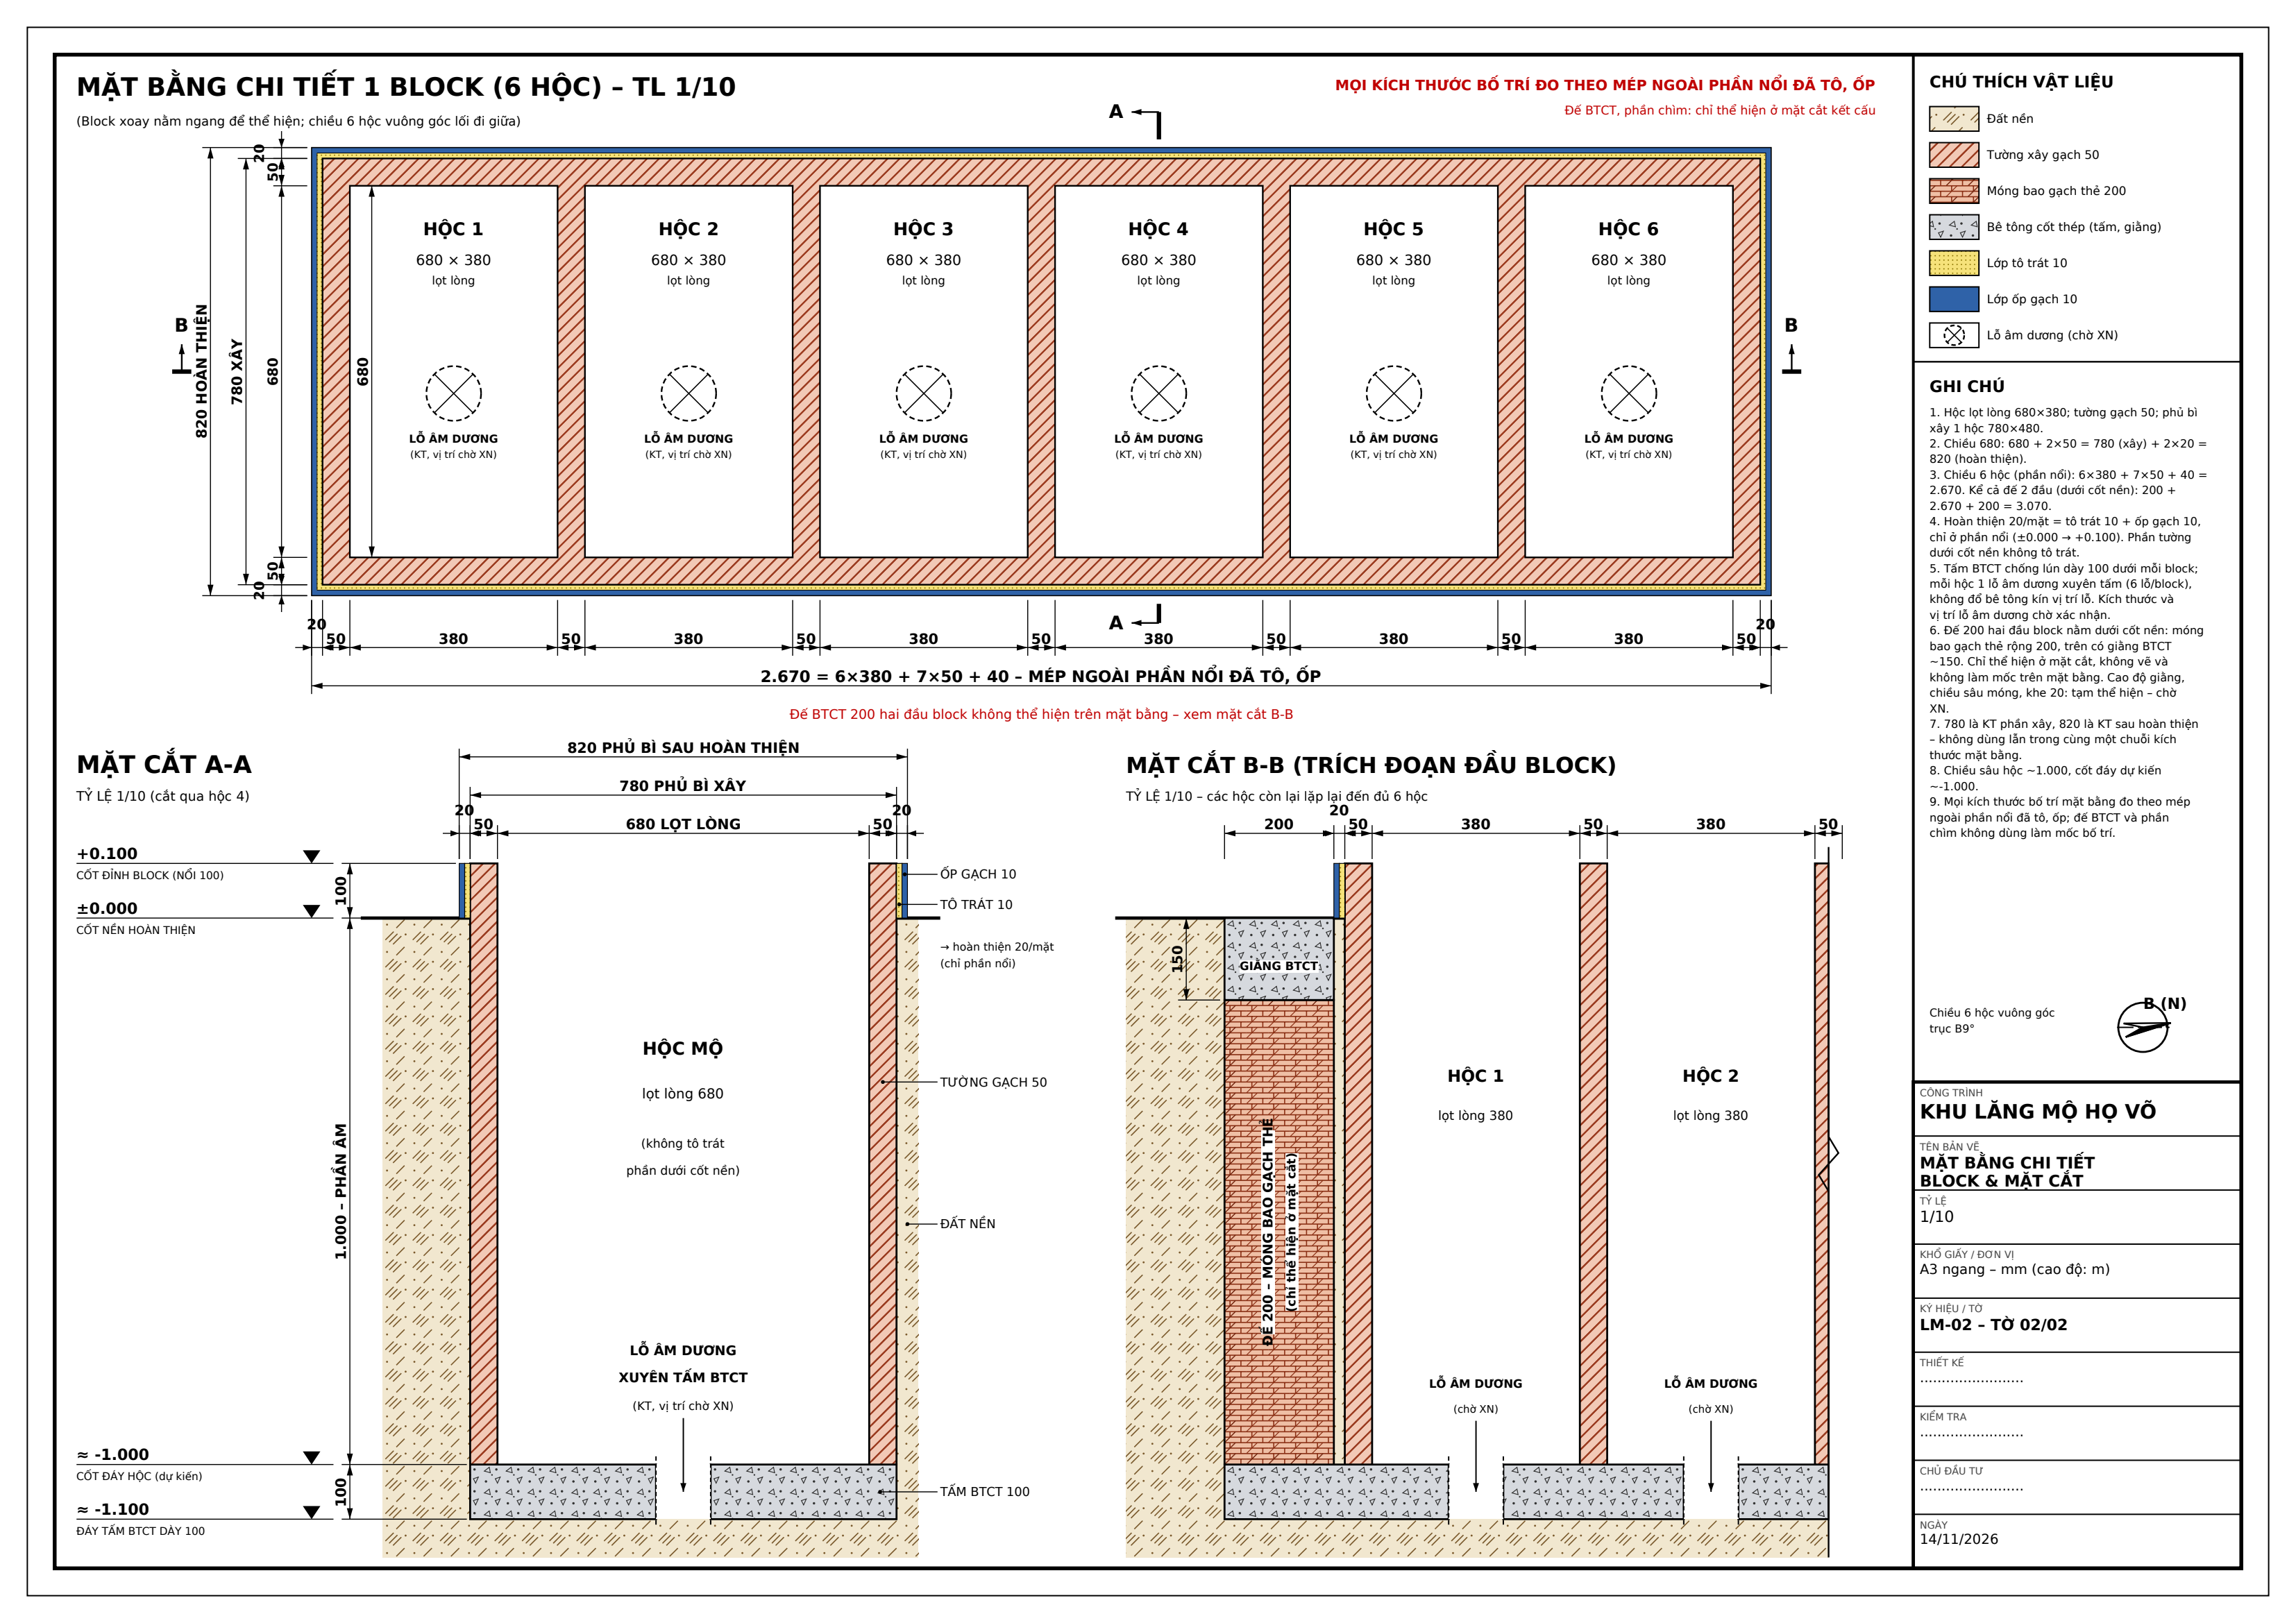 MẶT BẰNG CHI TIẾT 1 BLOCK (6 HỘC) – TL 1/10
(Block xoay nằm ngang để thể hiện; chiều 6 hộc vuông góc lối đi giữa)
MỌI KÍCH THƯỚC BỐ TRÍ ĐO THEO MÉP NGOÀI PHẦN NỔI ĐÃ TÔ, ỐP
Đế BTCT, phần chìm: chỉ thể hiện ở mặt cắt kết cấu
A
20
50
680
50
20
780 XÂY
820 HOÀN THIỆN
680
B
B
HỘC 1
680 × 380
lọt lòng
LỖ ÂM DƯƠNG
(KT, vị trí chờ XN)
HỘC 2
680 × 380
lọt lòng
LỖ ÂM DƯƠNG
(KT, vị trí chờ XN)
HỘC 3
680 × 380
lọt lòng
LỖ ÂM DƯƠNG
(KT, vị trí chờ XN)
HỘC 4
680 × 380
lọt lòng
LỖ ÂM DƯƠNG
(KT, vị trí chờ XN)
HỘC 5
680 × 380
lọt lòng
LỖ ÂM DƯƠNG
(KT, vị trí chờ XN)
HỘC 6
680 × 380
lọt lòng
LỖ ÂM DƯƠNG
(KT, vị trí chờ XN)
A
20 50 380 50 380 50 380 50 380 50 380 50 380 50 20
2.670 = 6×380 + 7×50 + 40 – MÉP NGOÀI PHẦN NỔI ĐÃ TÔ, ỐP
Đế BTCT 200 hai đầu block không thể hiện trên mặt bằng – xem mặt cắt B-B
MẶT CẮT A-A
TỶ LỆ 1/10 (cắt qua hộc 4)
820 PHỦ BÌ SAU HOÀN THIỆN
780 PHỦ BÌ XÂY
20 50 680 LỌT LÒNG 50 20
+0.100
CỐT ĐỈNH BLOCK (NỔI 100)
±0.000
CỐT NỀN HOÀN THIỆN
≈ -1.000
CỐT ĐÁY HỘC (dự kiến)
≈ -1.100
ĐÁY TẤM BTCT DÀY 100
100
1.000 – PHẦN ÂM
100
HỘC MỘ
lọt lòng 680
(không tô trát
phần dưới cốt nền)
LỖ ÂM DƯƠNG
XUYÊN TẤM BTCT
(KT, vị trí chờ XN)
ỐP GẠCH 10
TÔ TRÁT 10
→ hoàn thiện 20/mặt
(chỉ phần nổi)
TƯỜNG GẠCH 50
ĐẤT NỀN
TẤM BTCT 100
MẶT CẮT B-B (TRÍCH ĐOẠN ĐẦU BLOCK)
TỶ LỆ 1/10 – các hộc còn lại lặp lại đến đủ 6 hộc
200 20 50 380 50 380 50
150
GIẰNG BTCT
ĐẾ 200 – MÓNG BAO GẠCH THẺ
(chỉ thể hiện ở mặt cắt)
HỘC 1
lọt lòng 380
LỖ ÂM DƯƠNG
(chờ XN)
HỘC 2
lọt lòng 380
LỖ ÂM DƯƠNG
(chờ XN)
CHÚ THÍCH VẬT LIỆU
Đất nền
Tường xây gạch 50
Móng bao gạch thẻ 200
Bê tông cốt thép (tấm, giằng)
Lớp tô trát 10
Lớp ốp gạch 10
Lỗ âm dương (chờ XN)
GHI CHÚ
1. Hộc lọt lòng 680×380; tường gạch 50; phủ bì
xây 1 hộc 780×480.
2. Chiều 680: 680 + 2×50 = 780 (xây) + 2×20 =
820 (hoàn thiện).
3. Chiều 6 hộc (phần nổi): 6×380 + 7×50 + 40 =
2.670. Kể cả đế 2 đầu (dưới cốt nền): 200 +
2.670 + 200 = 3.070.
4. Hoàn thiện 20/mặt = tô trát 10 + ốp gạch 10,
chỉ ở phần nổi (±0.000 → +0.100). Phần tường
dưới cốt nền không tô trát.
5. Tấm BTCT chống lún dày 100 dưới mỗi block;
mỗi hộc 1 lỗ âm dương xuyên tấm (6 lỗ/block),
không đổ bê tông kín vị trí lỗ. Kích thước và
vị trí lỗ âm dương chờ xác nhận.
6. Đế 200 hai đầu block nằm dưới cốt nền: móng
bao gạch thẻ rộng 200, trên có giằng BTCT
~150. Chỉ thể hiện ở mặt cắt, không vẽ và
không làm mốc trên mặt bằng. Cao độ giằng,
chiều sâu móng, khe 20: tạm thể hiện – chờ
XN.
7. 780 là KT phần xây, 820 là KT sau hoàn thiện
– không dùng lẫn trong cùng một chuỗi kích
thước mặt bằng.
8. Chiều sâu hộc ~1.000, cốt đáy dự kiến
~-1.000.
9. Mọi kích thước bố trí mặt bằng đo theo mép
ngoài phần nổi đã tô, ốp; đế BTCT và phần
chìm không dùng làm mốc bố trí.
Chiều 6 hộc vuông góc
trục B9°
B (N)
CÔNG TRÌNH
KHU LĂNG MỘ HỌ VÕ
TÊN BẢN VẼ
MẶT BẰNG CHI TIẾT
BLOCK & MẶT CẮT
TỶ LỆ
1/10
KHỔ GIẤY / ĐƠN VỊ
A3 ngang – mm (cao độ: m)
KÝ HIỆU / TỜ
LM-02 – TỜ 02/02
THIẾT KẾ
........................
KIỂM TRA
........................
CHỦ ĐẦU TƯ
........................
NGÀY
14/11/2026